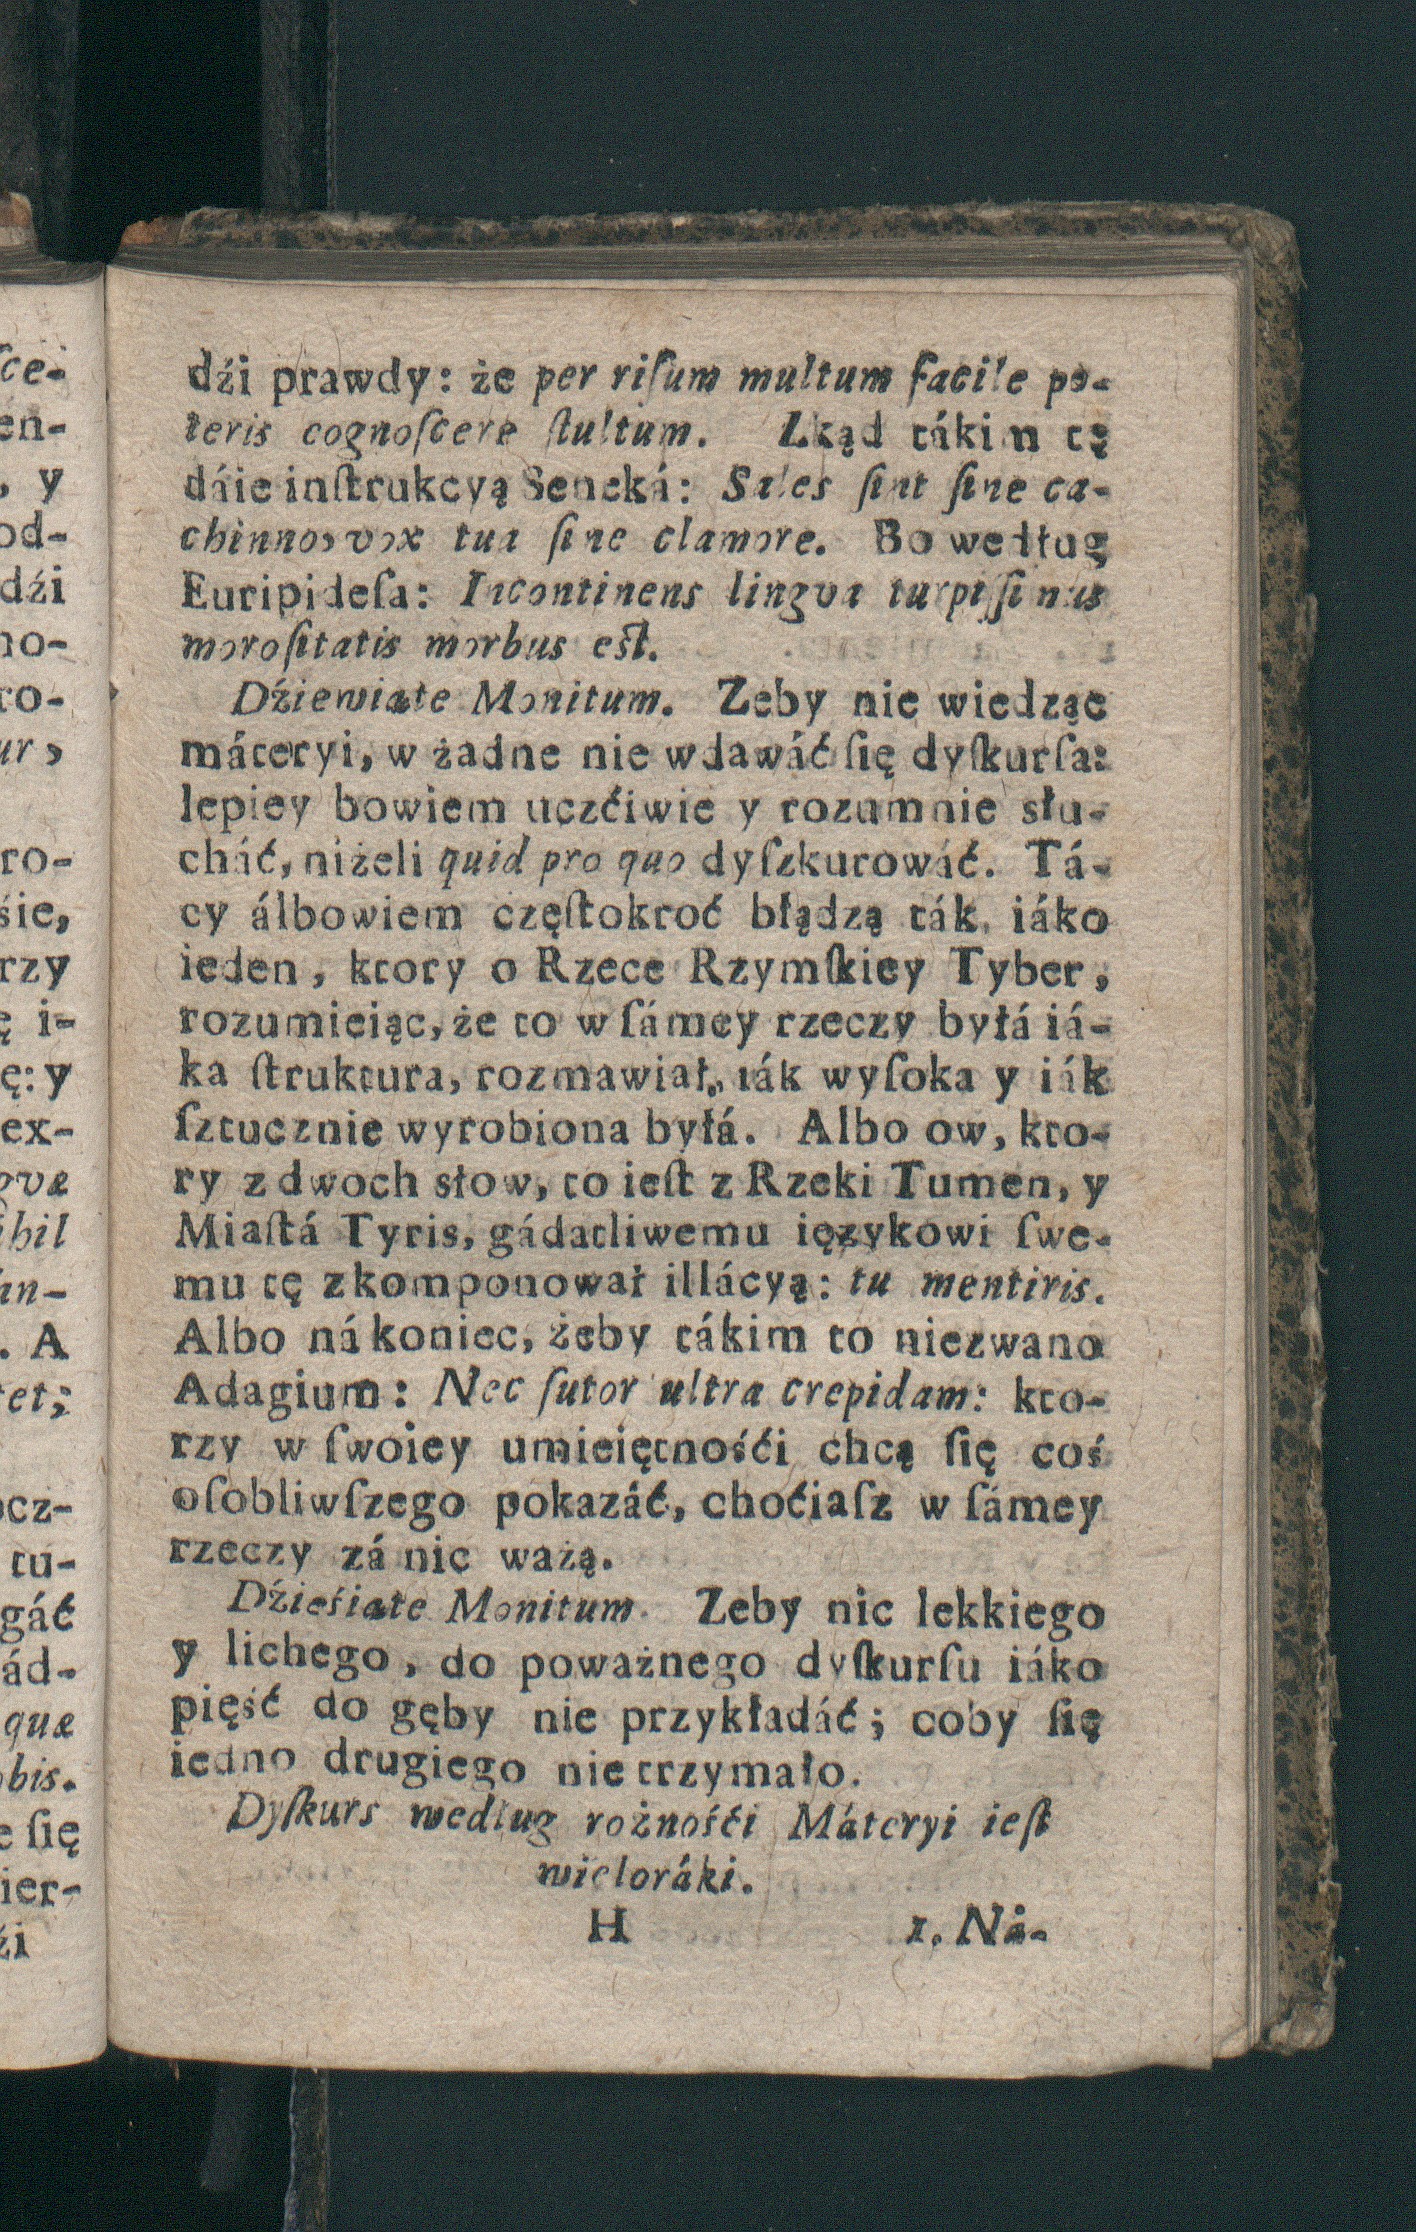 dźi prawdy: że per riſum multum facile po-
teris cognoſcere ſtultum. Zkąd tákim tę
dáie inſtrukcyą Seneká: Sales ſint ſine ca-
chinno, vox tua ſine clamore. Bo według
Euripideſa: Incontinens lingva turpiſſimus
moroſitatis morbus eſt.
Dźiewiate Monitum. Zeby nie wiedząc
máteryi, w żadne nie wdawáć ſię dyſkurſa:
lepiey bowiem uczćiwie y rozumnie słu-
cháć, niżeli quid pro quo dyſzkurowáć. Tá-
cy álbowiem częſtokroć błądzą ták, iáko
ieden, ktory o Rzece Rzymſkiey Tyber,
rozumieiąc, że to w ſámey rzeczy byłá iá-
ka ſtruktura, rozmawiał, iák wyſoka y iák
ſztucznie wyrobiona byłá. Albo ow, kto-
ry z dwoch słow, to ieſt z Rzeki Tumen, y
Miaſtá Tyris, gádatliwemu ięzykowi ſwe-
mu tę zkomponował illácyą: tu mentiris.
Albo ná koniec, żeby tákim to niezwano
Adagium: Nec ſutor ultra crepidam: kto-
rzy w ſwoiey umieiętnośći chcą ſię coś
oſobliwſzego pokazáć, choćiaſz w ſámey
rzeczy zá nic ważą.
Dźieśiate Monitum. Zeby nic lekkiego
y lichego, do poważnego dyſkurſu iáko
pięść do gęby nie przykładáć; coby ſię
iedno drugiego nie trzymało.
Dyſkurs wedlug rożnośći Máteryi ieſt
wieloráki.
H 1. Ná-